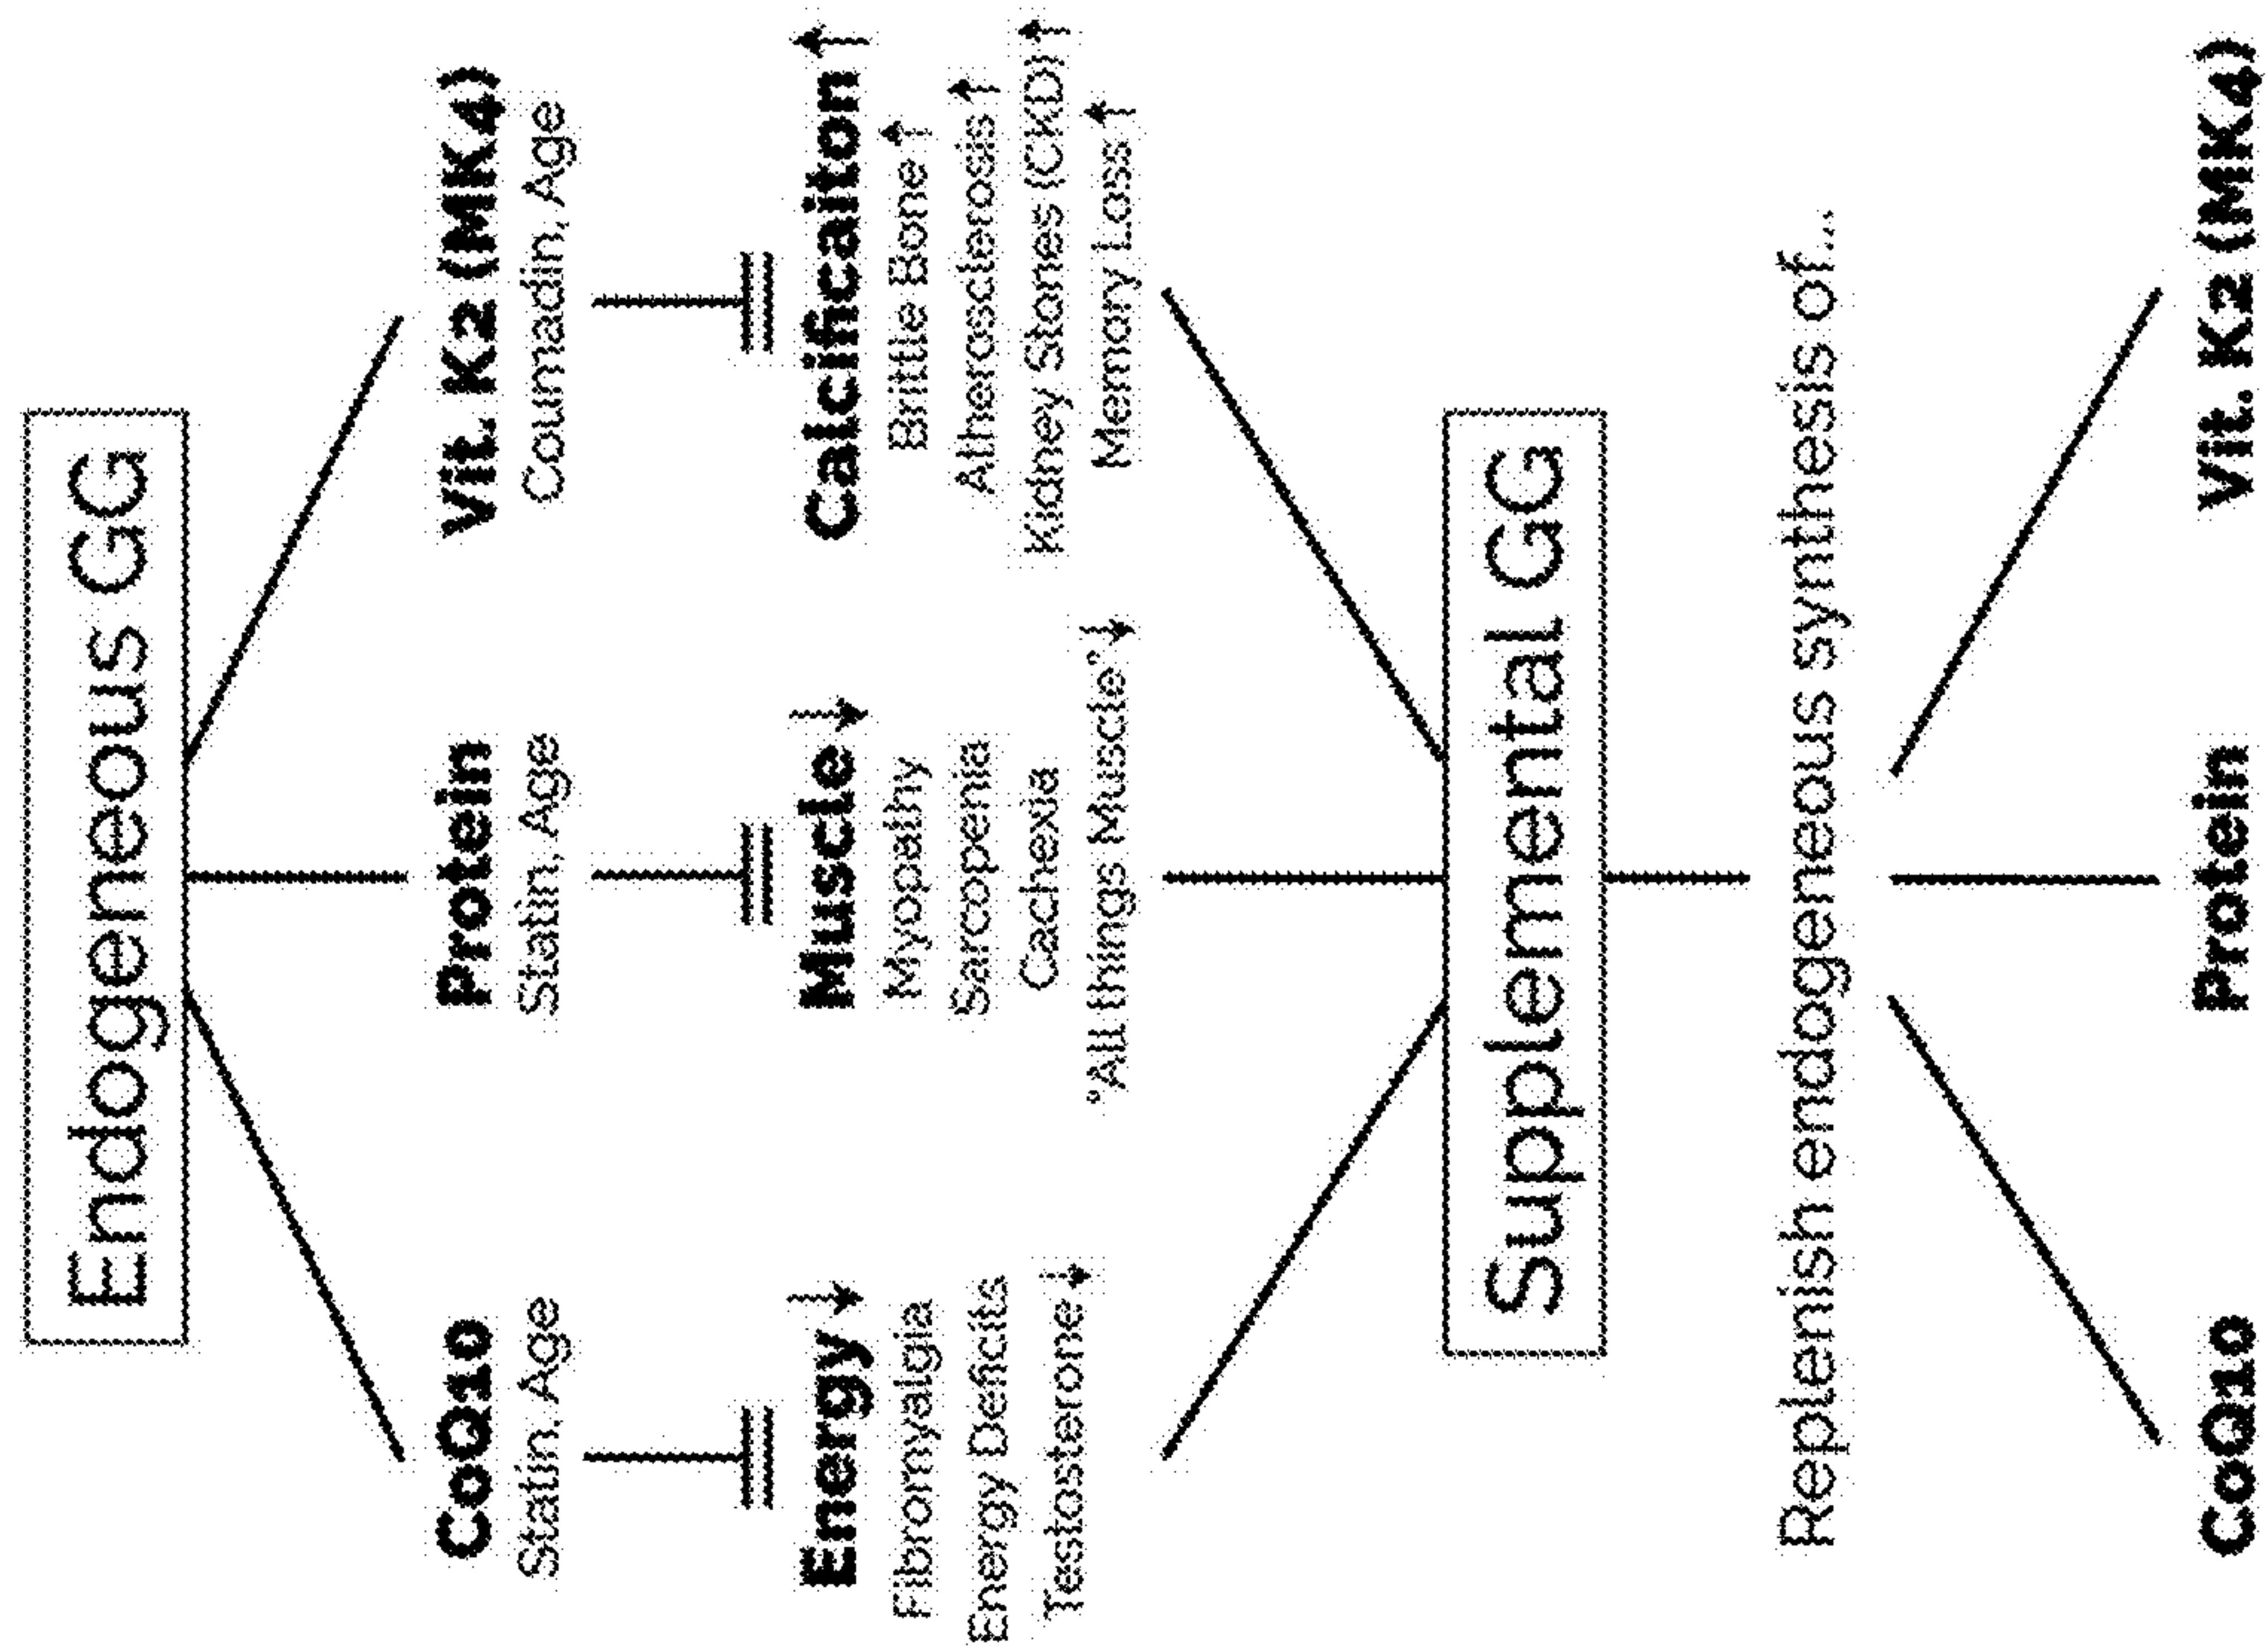 Endogeneous GG
CoQ10
Statin, Age
Protein
Statin, Age
Vit. K2 (MK4)
Coumadin, Age
Energy ↓
Fibromyalgia
Energy Deficits
Testosterone ↓
Muscle ↓
Myopathy
Sarcopenia
Cachexia
"All things Muscle" ↓
Calcificaiton ↑
Brittle Bone ↑
Atherosclerosis ↑
Kidney Stones (CKD) ↑
Memory Loss ↑
Supplemental GG
Replenish endogeneous synthesis of...
CoQ10
Protein
Vit. K2 (MK4)